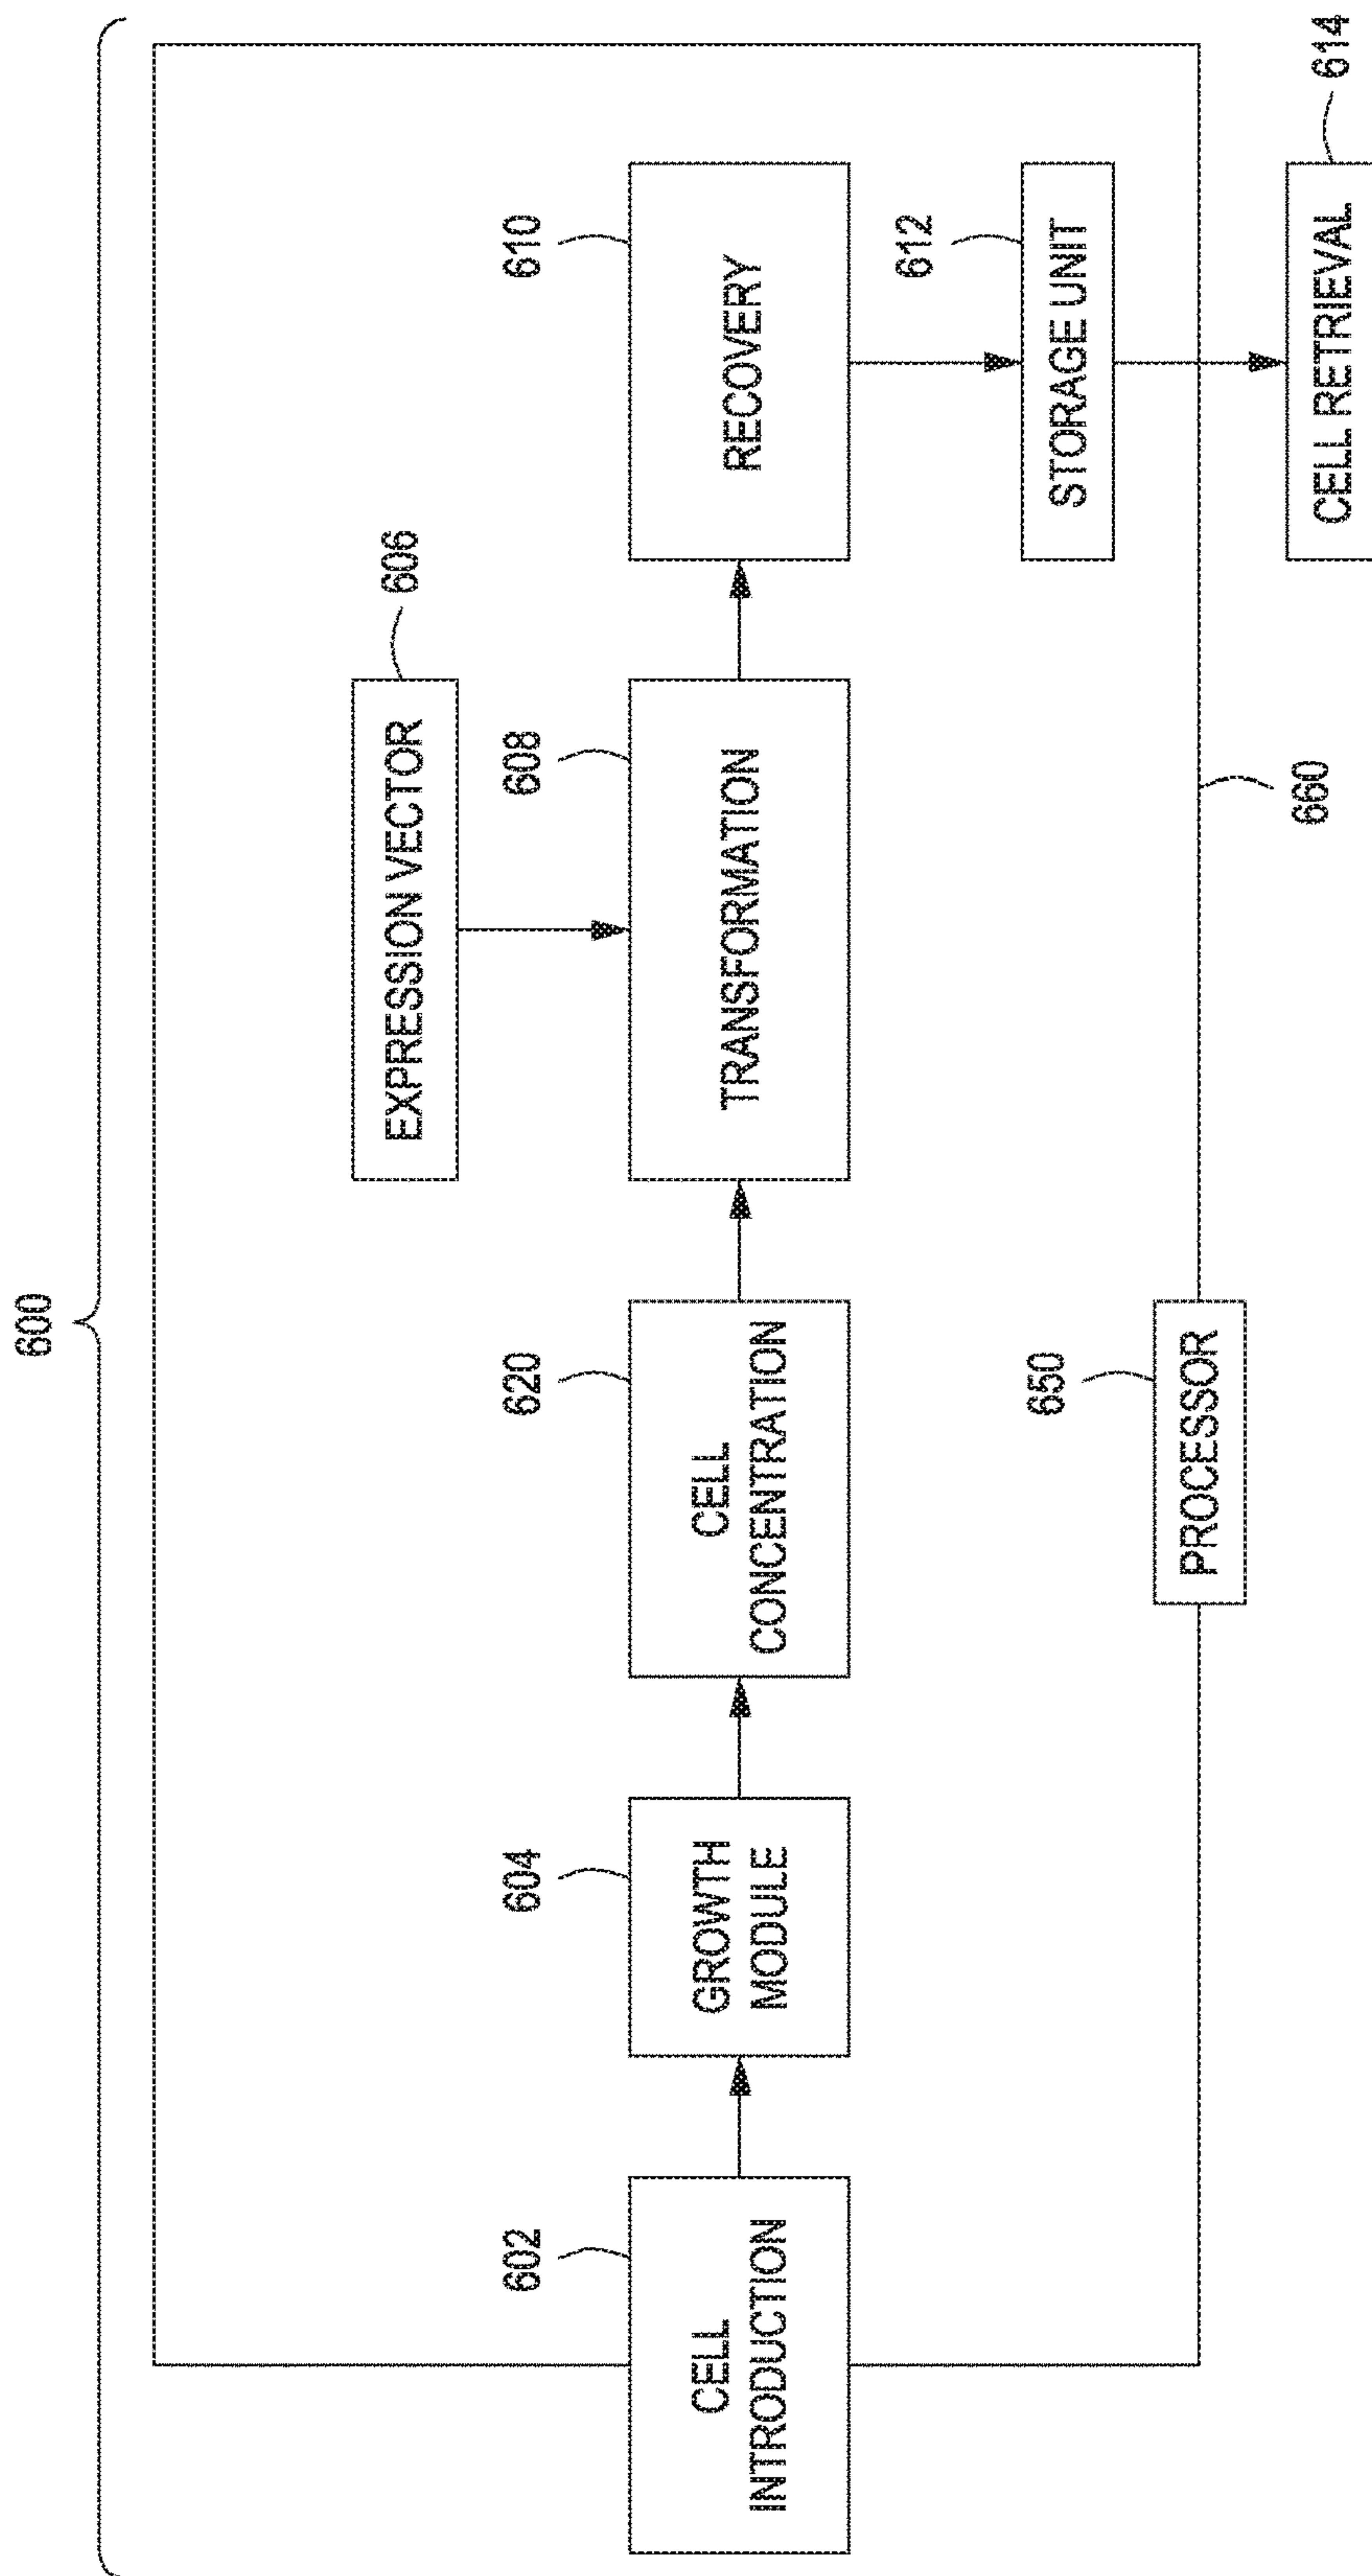 600
EXPRESSION VECTOR
606
602
604
620
608
610
CELL
INTRODUCTION
GROWTH
MODULE
CELL
CONCENTRATION
TRANSFORMATION
RECOVERY
612
STORAGE UNIT
650
PROCESSOR
660
614
CELL RETRIEVAL